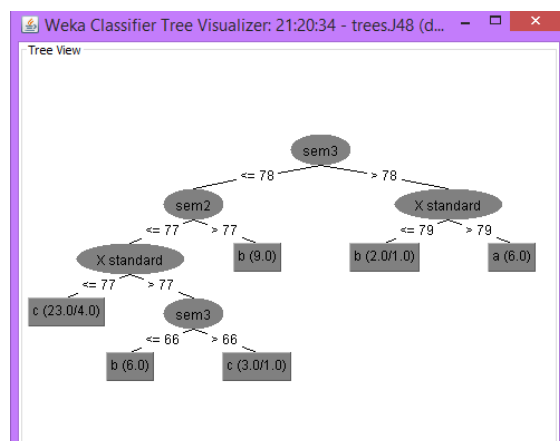 Weka Classifier Tree Visualizer: 21:20:34 - trees.J48 (d...
Tree View
sem3
<= 78 > 78
sem2 X standard
<= 77 > 77 <= 79 > 79
X standard b (9.0) b (2.0/1.0) a (6.0)
<= 77 > 77
c (23.0/4.0) sem3
<= 66 > 66
b (6.0) c (3.0/1.0)